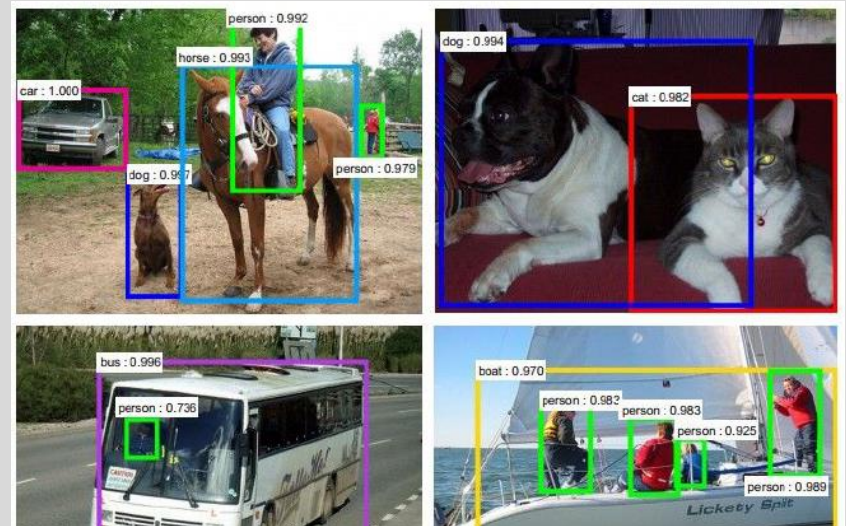 person : 0.992
horse : 0.993
car : 1.000
dog : 0.997
person : 0.979
dog : 0.994
cat : 0.982
bus : 0.996
person : 0.736
CAUTION
boat : 0.970
person : 0.983
person : 0.983
person : 0.925
person : 0.989
Lickety Split